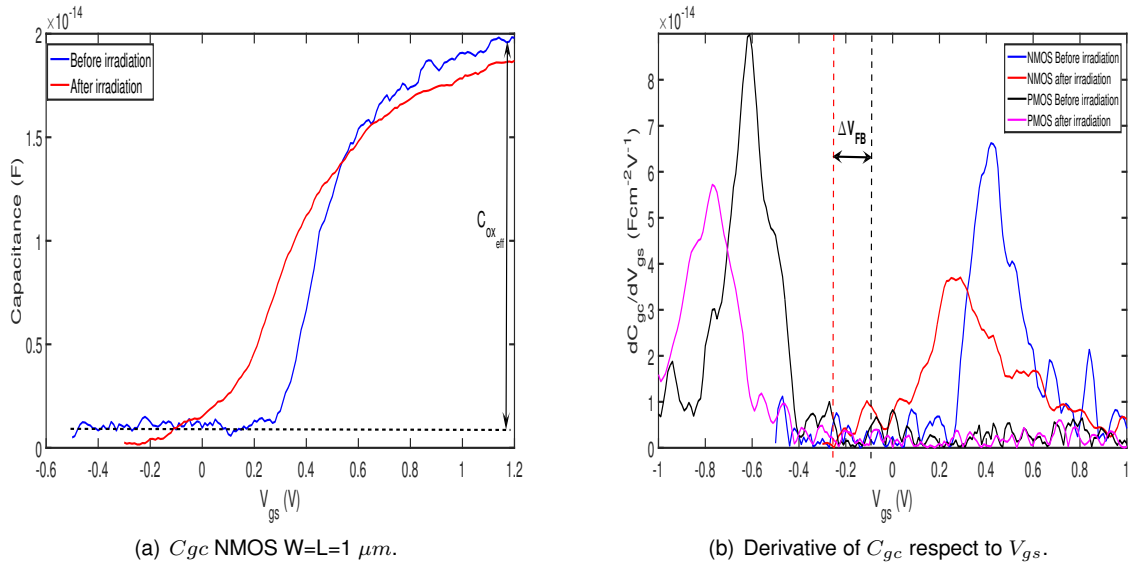 ×10⁻¹⁴
2
1.5
1
0.5
0
Capacitance (F)
Before irradiation
After irradiation
C_ox_eff
-0.6 -0.4 -0.2 0 0.2 0.4 0.6 0.8 1 1.2
V_gs (V)
(a) Cgc NMOS W=L=1 μm.
×10⁻¹⁴
9
8
7
6
5
4
3
2
1
0
dC_gc/dV_gs (Fcm⁻²V⁻¹)
ΔV_FB
NMOS Before irradiation
NMOS after irradiation
PMOS Before irradiation
PMOS after irradiation
-1 -0.8 -0.6 -0.4 -0.2 0 0.2 0.4 0.6 0.8 1
V_gs (V)
(b) Derivative of C_gc respect to V_gs.